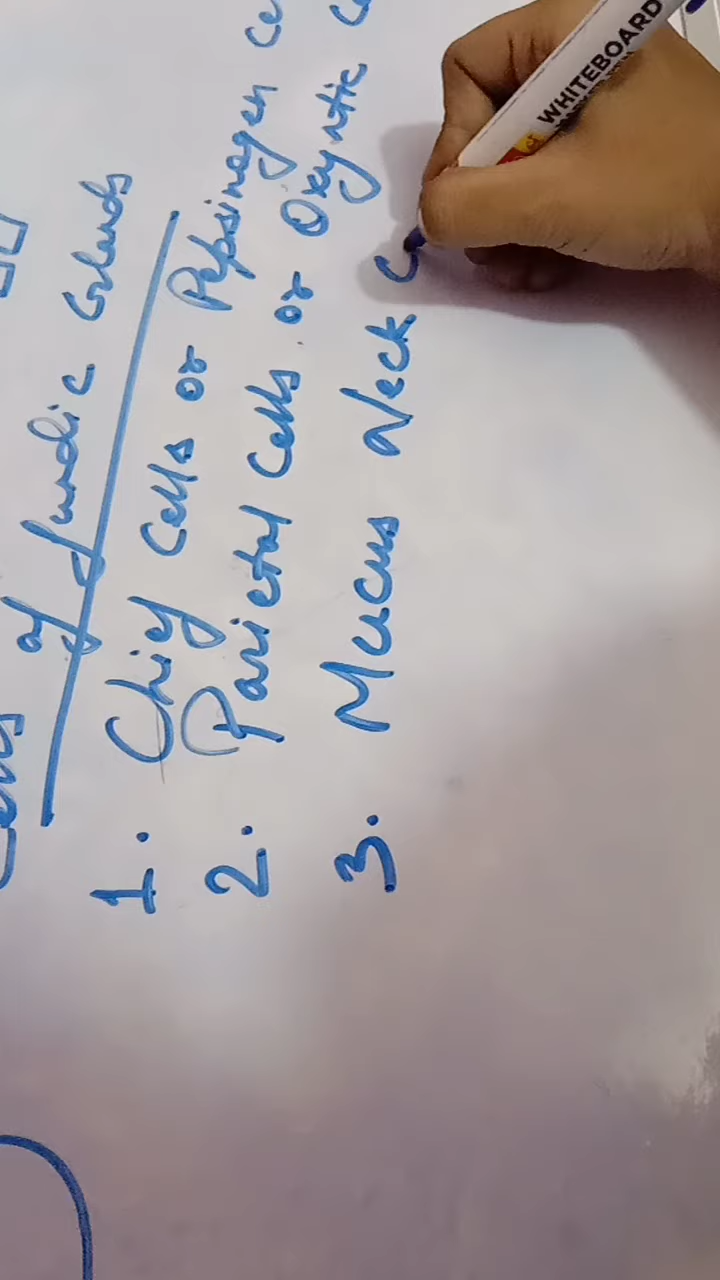 Cells of fundic Glands
1. Chief Cells or Pepsinogen Ce
2. Parietal Cells or Oxyntic Ce
3. Mucus Neck C
WHITEBOARD